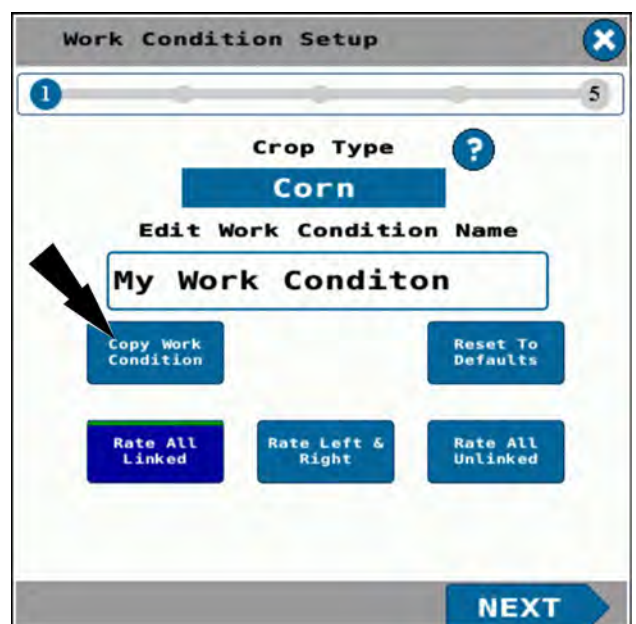 Work Condition Setup
1
5
Crop Type
?
Corn
Edit Work Condition Name
My Work Conditon
Copy Work
Condition
Reset To
Defaults
Rate All
Linked
Rate Left &
Right
Rate All
Unlinked
NEXT